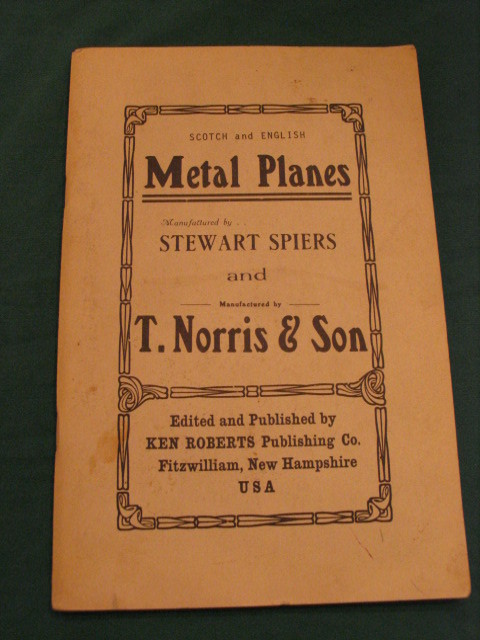 SCOTCH and ENGLISH
Metal Planes
Manufactured by . .
STEWART SPIERS
and
Manufactured by
T. Norris & Son
Edited and Published by
KEN ROBERTS Publishing Co.
Fitzwilliam, New Hampshire
USA